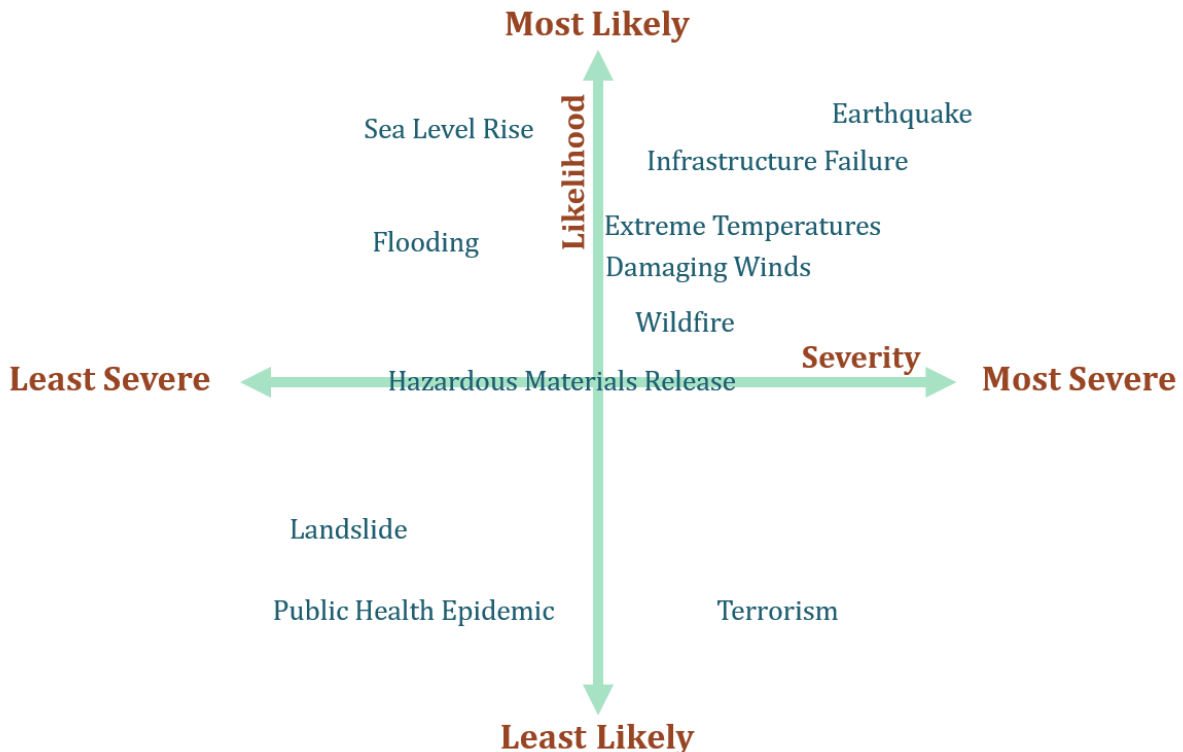 Most Likely
Likelihood
Sea Level Rise
Earthquake
Infrastructure Failure
Extreme Temperatures
Flooding
Damaging Winds
Wildfire
Severity
Least Severe
Hazardous Materials Release
Most Severe
Landslide
Public Health Epidemic
Terrorism
Least Likely